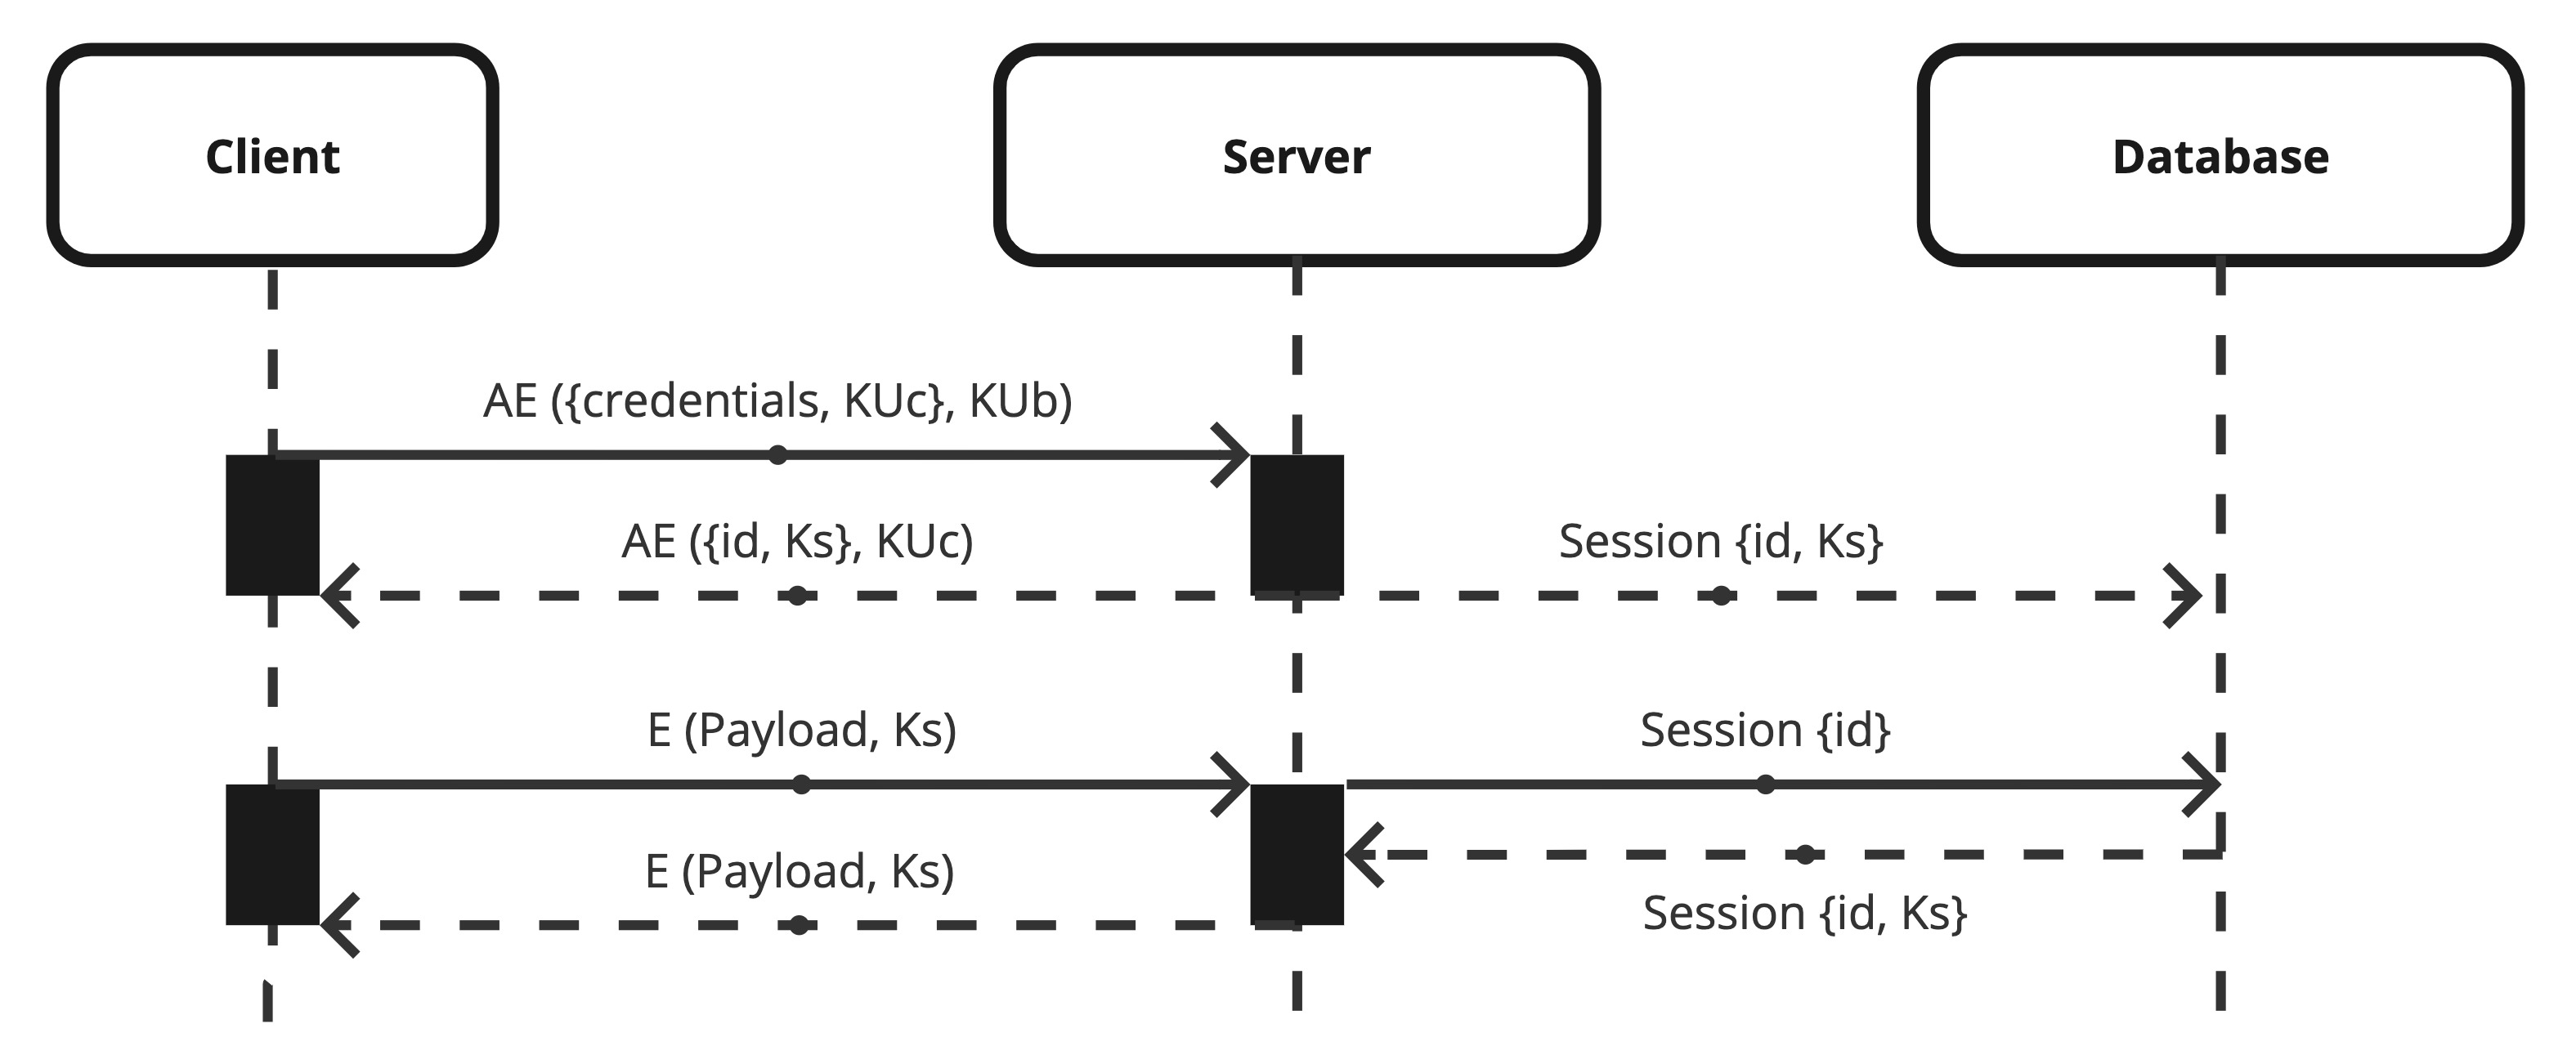 Client
Server
Database
AE ({credentials, KUc}, KUb)
AE ({id, Ks}, KUc)
Session {id, Ks}
E (Payload, Ks)
Session {id}
E (Payload, Ks)
Session {id, Ks}